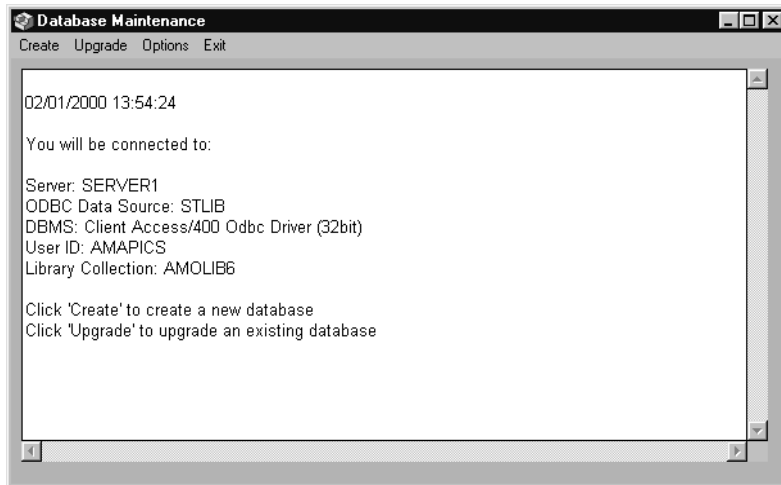 Database Maintenance
Create Upgrade Options Exit
02/01/2000 13:54:24
You will be connected to:
Server: SERVER1
ODBC Data Source: STLIB
DBMS: Client Access/400 Odbc Driver (32bit)
User ID: AMAPICS
Library Collection: AMOLIB6
Click 'Create' to create a new database
Click 'Upgrade' to upgrade an existing database